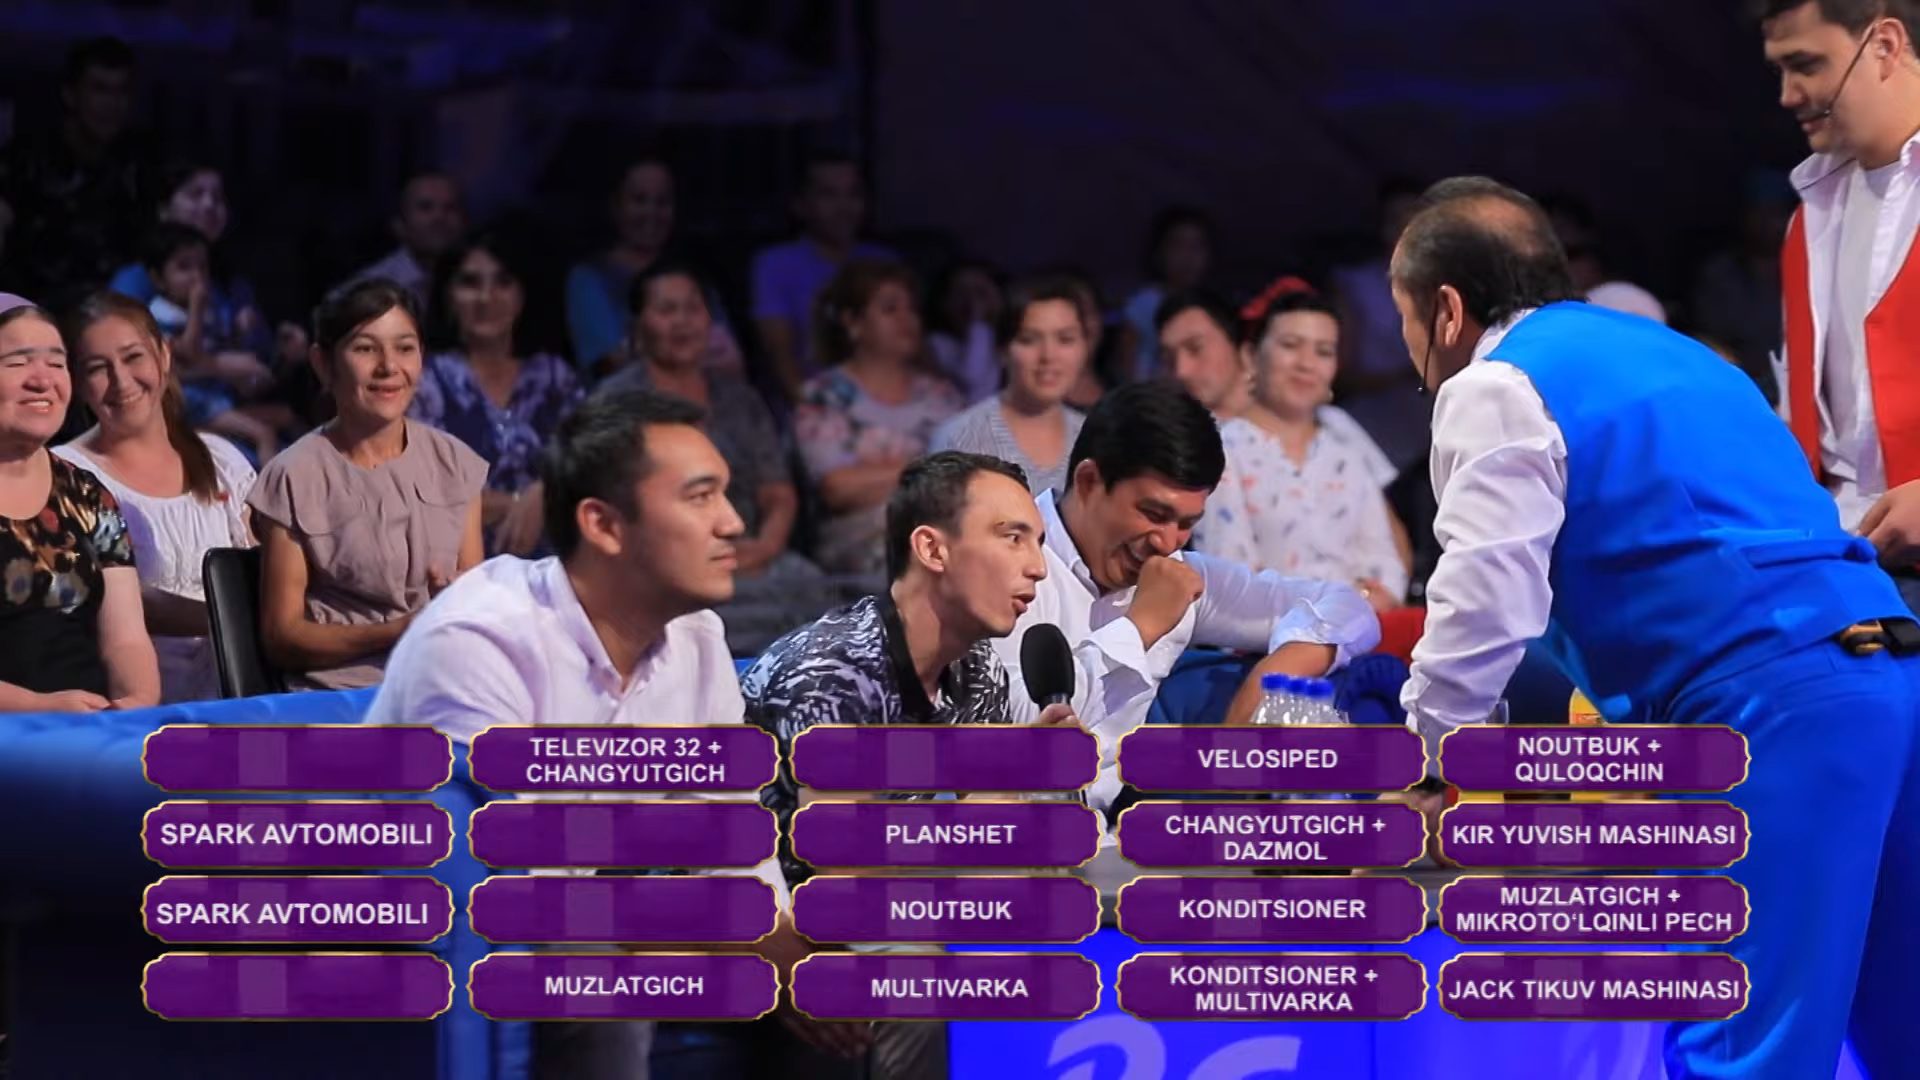 TELEVIZOR 32 +
CHANGYUTGICH
VELOSIPED
NOUTBUK +
QULOQCHIN
SPARK AVTOMOBILI
PLANSHET
CHANGYUTGICH +
DAZMOL
KIR YUVISH MASHINASI
SPARK AVTOMOBILI
NOUTBUK
KONDITSIONER
MUZLATGICH +
MIKROTO‘LQINLI PECH
MUZLATGICH
MULTIVARKA
KONDITSIONER +
MULTIVARKA
JACK TIKUV MASHINASI